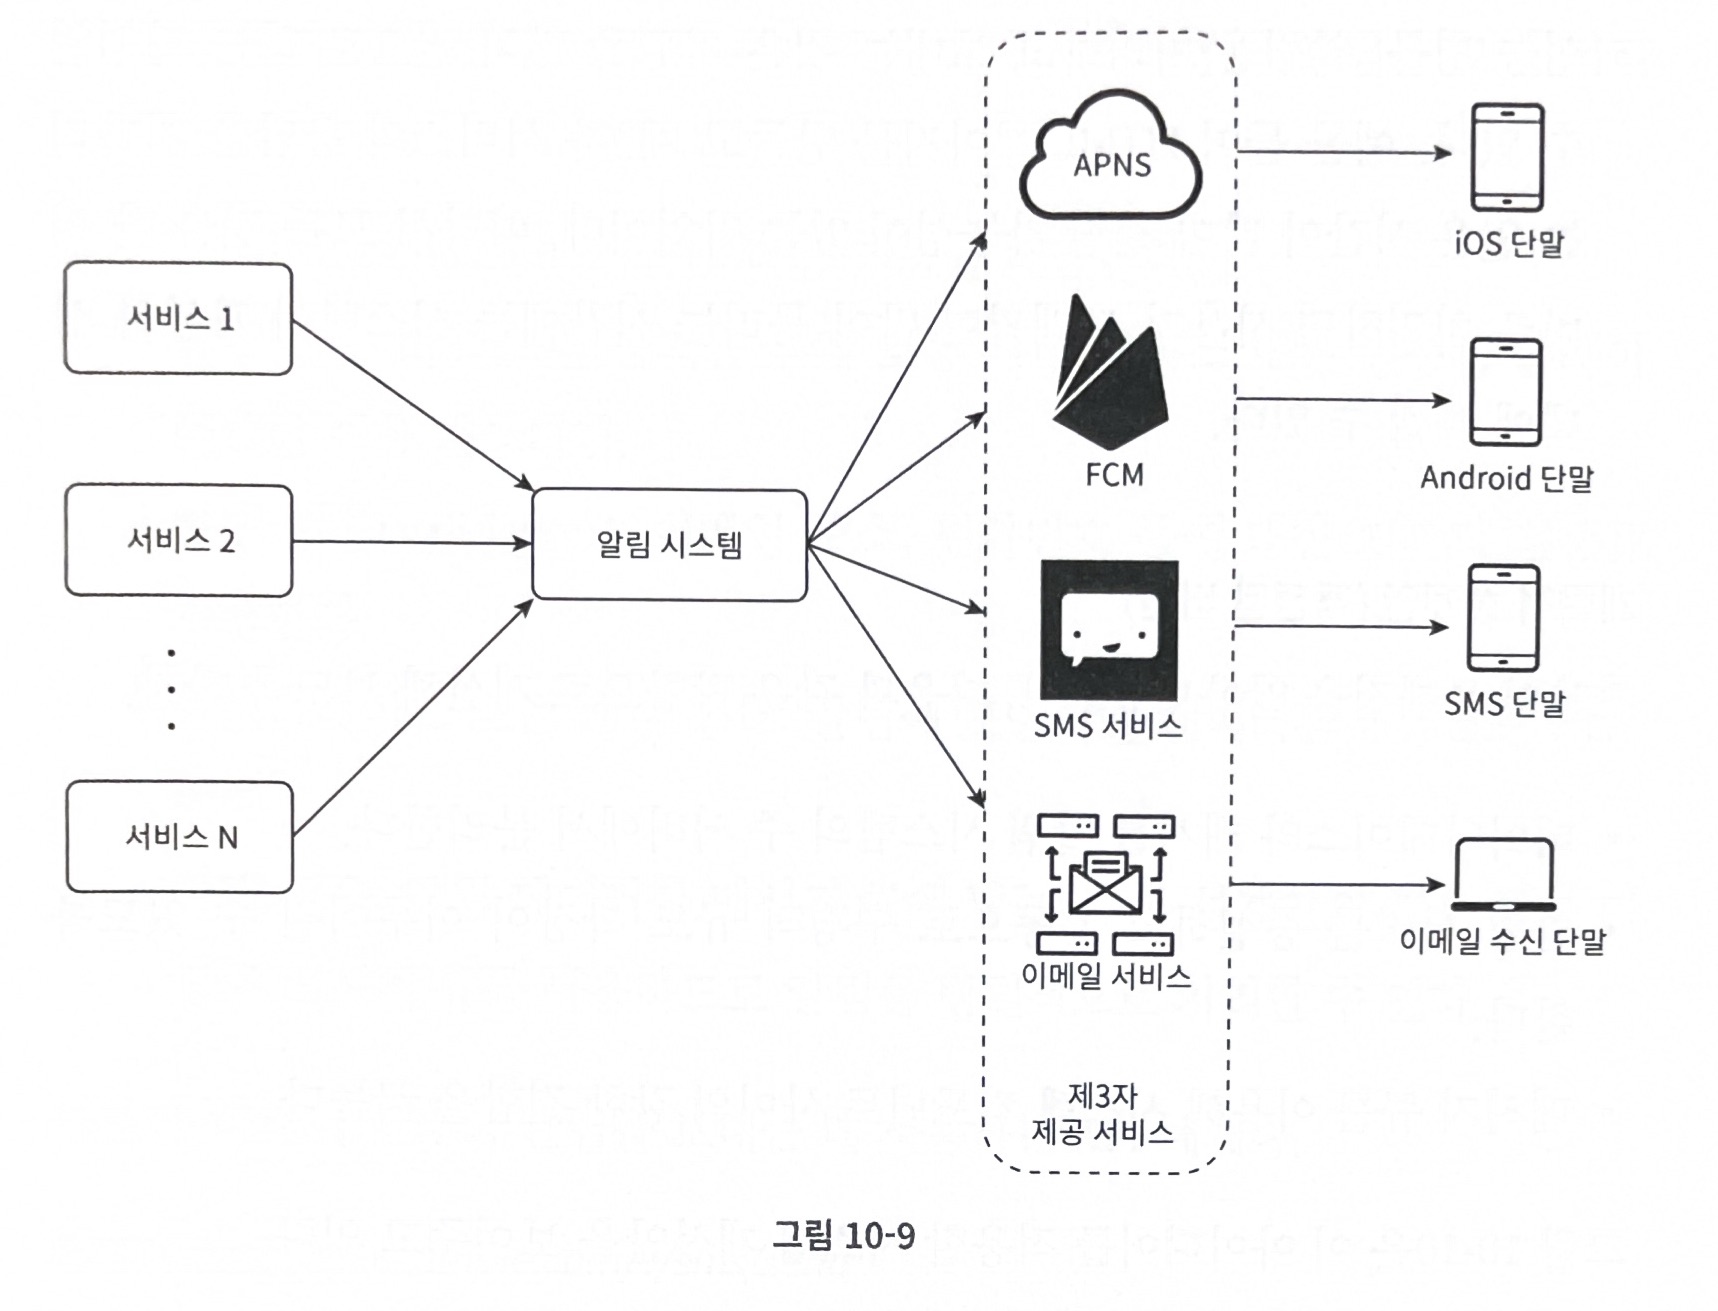 서비스 1
서비스 2
서비스 N
알림 시스템
APNS
FCM
SMS 서비스
이메일 서비스
제3자
제공 서비스
iOS 단말
Android 단말
SMS 단말
이메일 수신 단말
그림 10-9